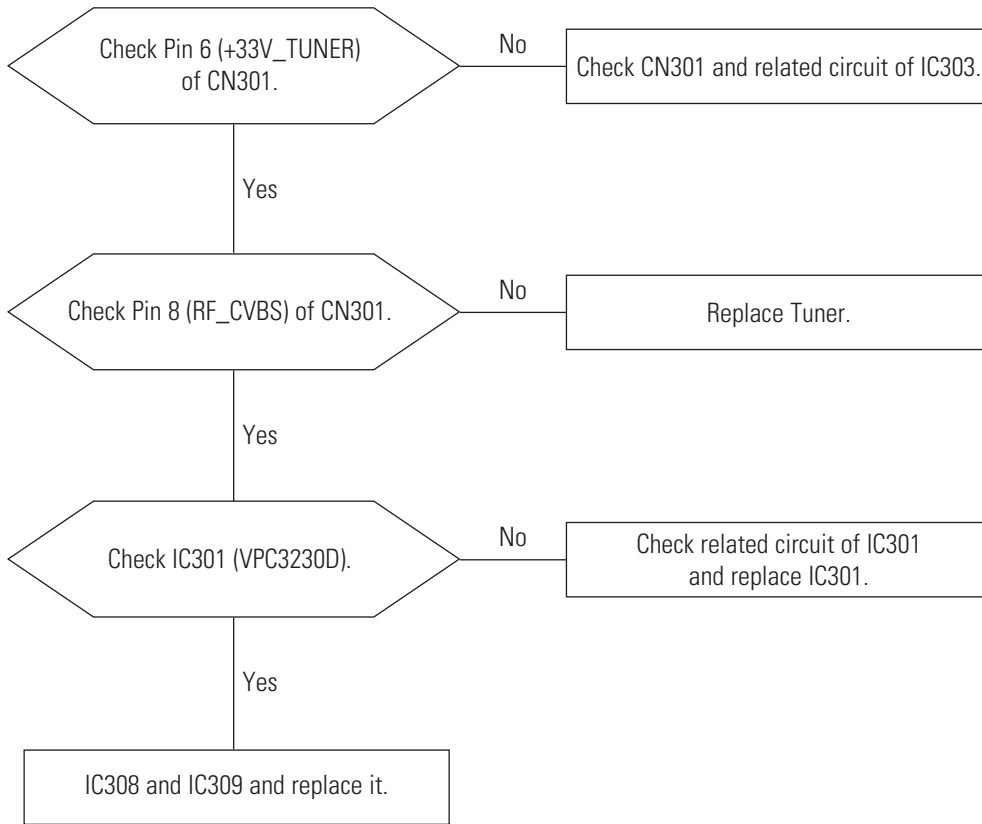 Check Pin 6 (+33V_TUNER)
of CN301.
No
Check CN301 and related circuit of IC303.
Yes
Check Pin 8 (RF_CVBS) of CN301.
No
Replace Tuner.
Yes
Check IC301 (VPC3230D).
No
Check related circuit of IC301
and replace IC301.
Yes
IC308 and IC309 and replace it.